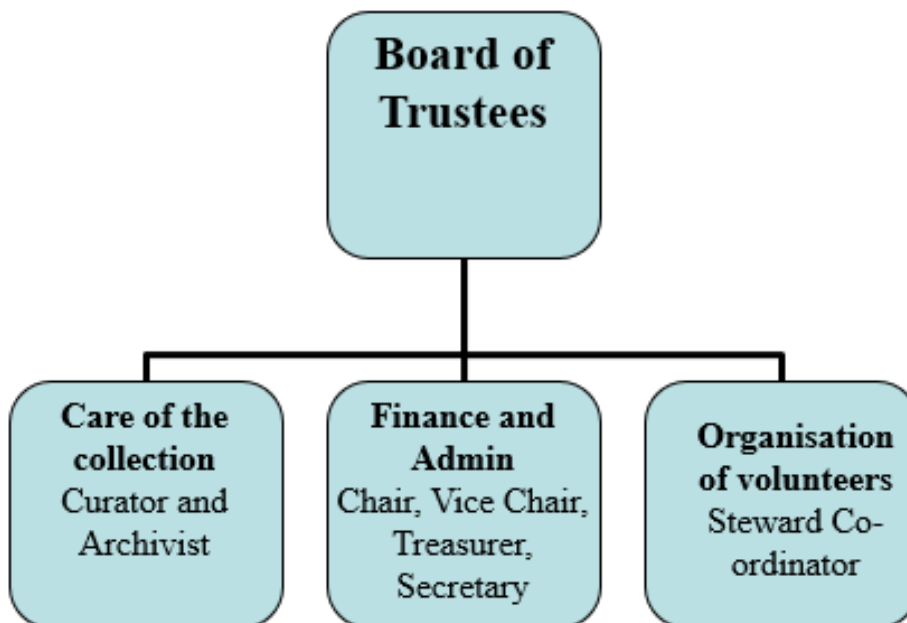 Board of
Trustees
Care of the
collection
Curator and
Archivist
Finance and
Admin
Chair, Vice Chair,
Treasurer,
Secretary
Organisation
of volunteers
Steward Co-
ordinator